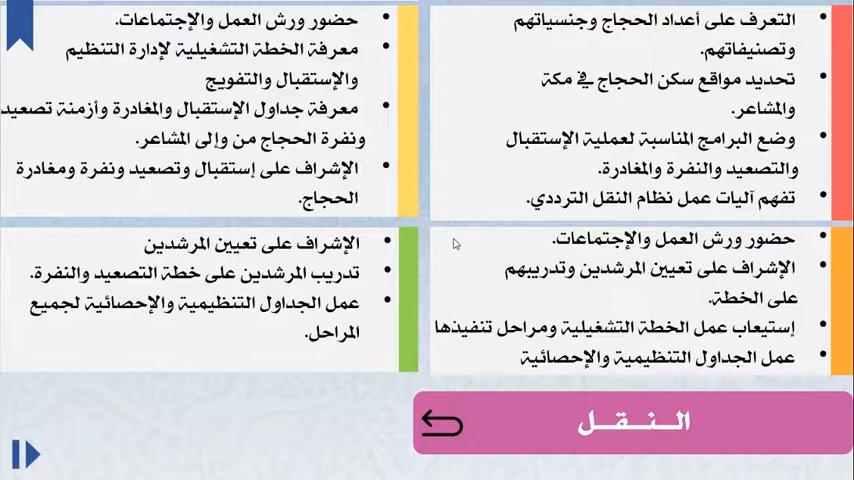 التعرف على أعداد الحجاج وجنسياتهم
وتصنيفاتهم.
تحديد مواقع سكن الحجاج في مكة
والمشاعر.
وضع البرامج المناسبة لعملية الإستقبال
والتصعيد والنفرة والمغادرة.
تفهم آليات عمل نظام النقل الترددي.
حضور ورش العمل والإجتماعات.
معرفة الخطة التشغيلية لإدارة التنظيم
والإستقبال والتفويج
معرفة جداول الإستقبال والمغادرة وأزمنة تصعيد
ونفرة الحجاج من وإلى المشاعر.
الإشراف على إستقبال وتصعيد ونفرة ومغادرة
الحجاج.
حضور ورش العمل والإجتماعات.
الإشراف على تعيين المرشدين وتدريبهم
على الخطة.
إستيعاب عمل الخطة التشغيلية ومراحل تنفيذها
عمل الجداول التنظيمية والإحصائية
الإشراف على تعيين المرشدين
تدريب المرشدين على خطة التصعيد والنفرة.
عمل الجداول التنظيمية والإحصائية لجميع
المراحل.
النقل